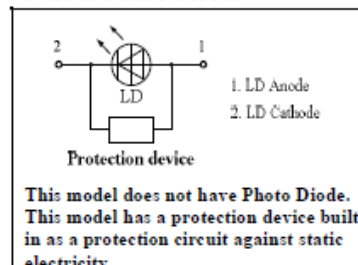 2
1
LD
1. LD Anode
2. LD Cathode
Protection device
This model does not have Photo Diode.
This model has a protection device built
in as a protection circuit against static
electricity